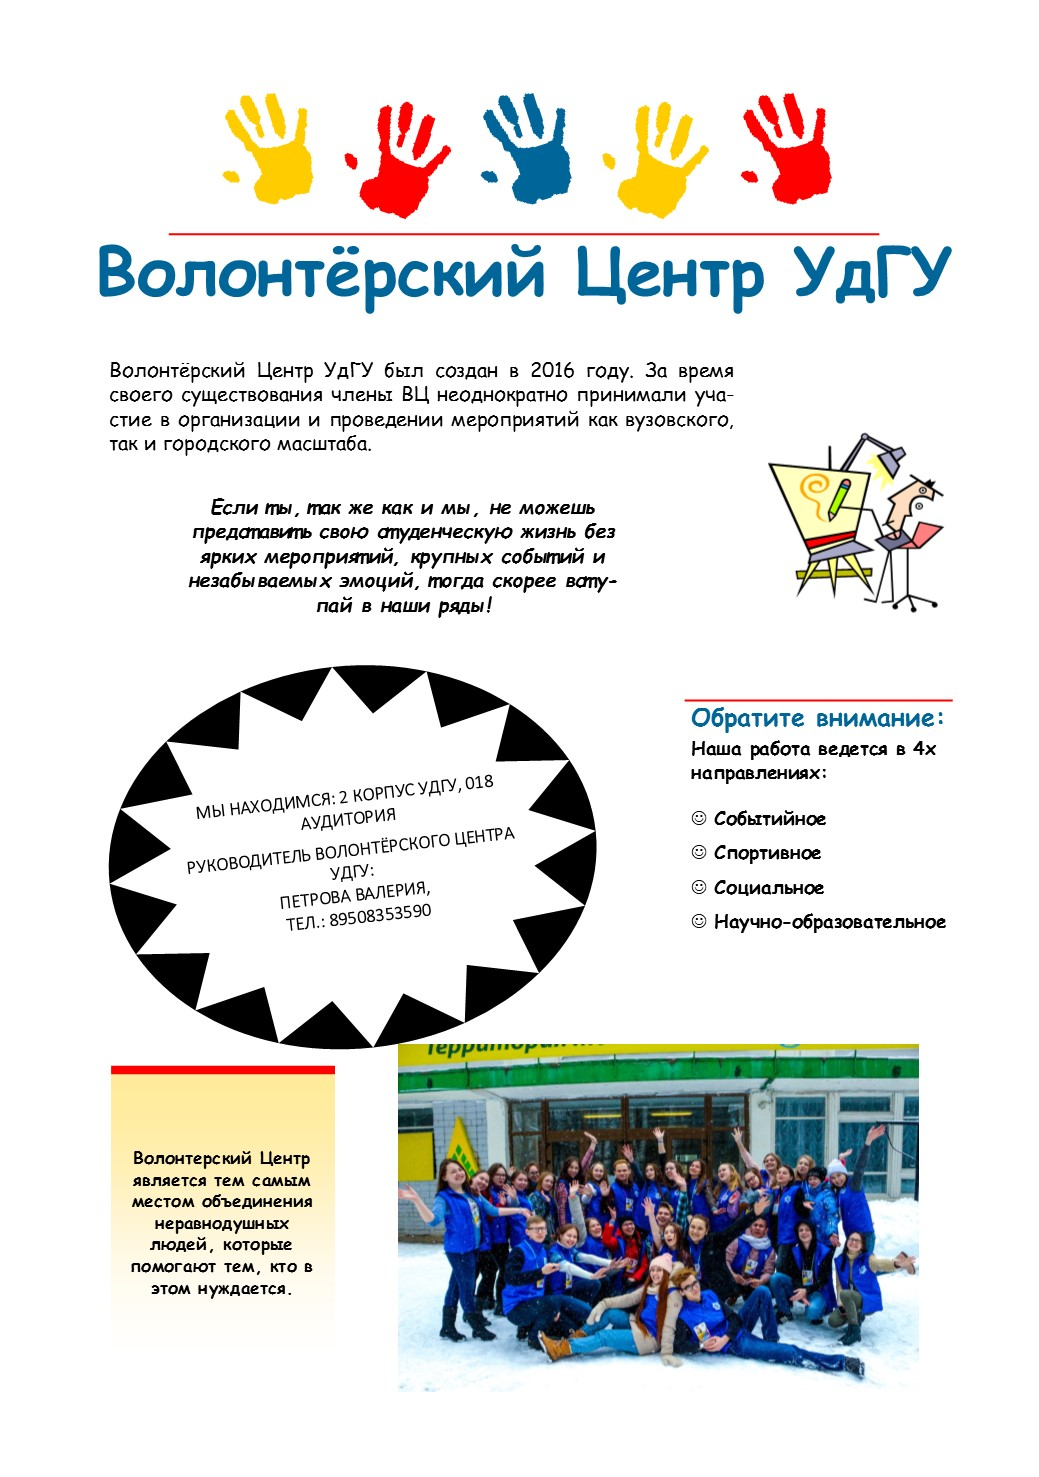 Волонтёрский Центр УдГУ
Волонтёрский Центр УдГУ был создан в 2016 году. За время
своего существования члены ВЦ неоднократно принимали уча-
стие в организации и проведении мероприятий как вузовского,
так и городского масштаба.
Если ты, так же как и мы, не можешь
представить свою студенческую жизнь без
ярких мероприятий, крупных событий и
незабываемых эмоций, тогда скорее всту-
пай в наши ряды!
МЫ НАХОДИМСЯ: 2 КОРПУС УДГУ, 018
АУДИТОРИЯ
РУКОВОДИТЕЛЬ ВОЛОНТЁРСКОГО ЦЕНТРА
УДГУ:
ПЕТРОВА ВАЛЕРИЯ,
ТЕЛ.: 89508353590
Обратите внимание:
Наша работа ведется в 4х
направлениях:
☺ Событийное
☺ Спортивное
☺ Социальное
☺ Научно-образовательное
Волонтерский Центр
является тем самым
местом объединения
неравнодушных
людей, которые
помогают тем, кто в
этом нуждается.